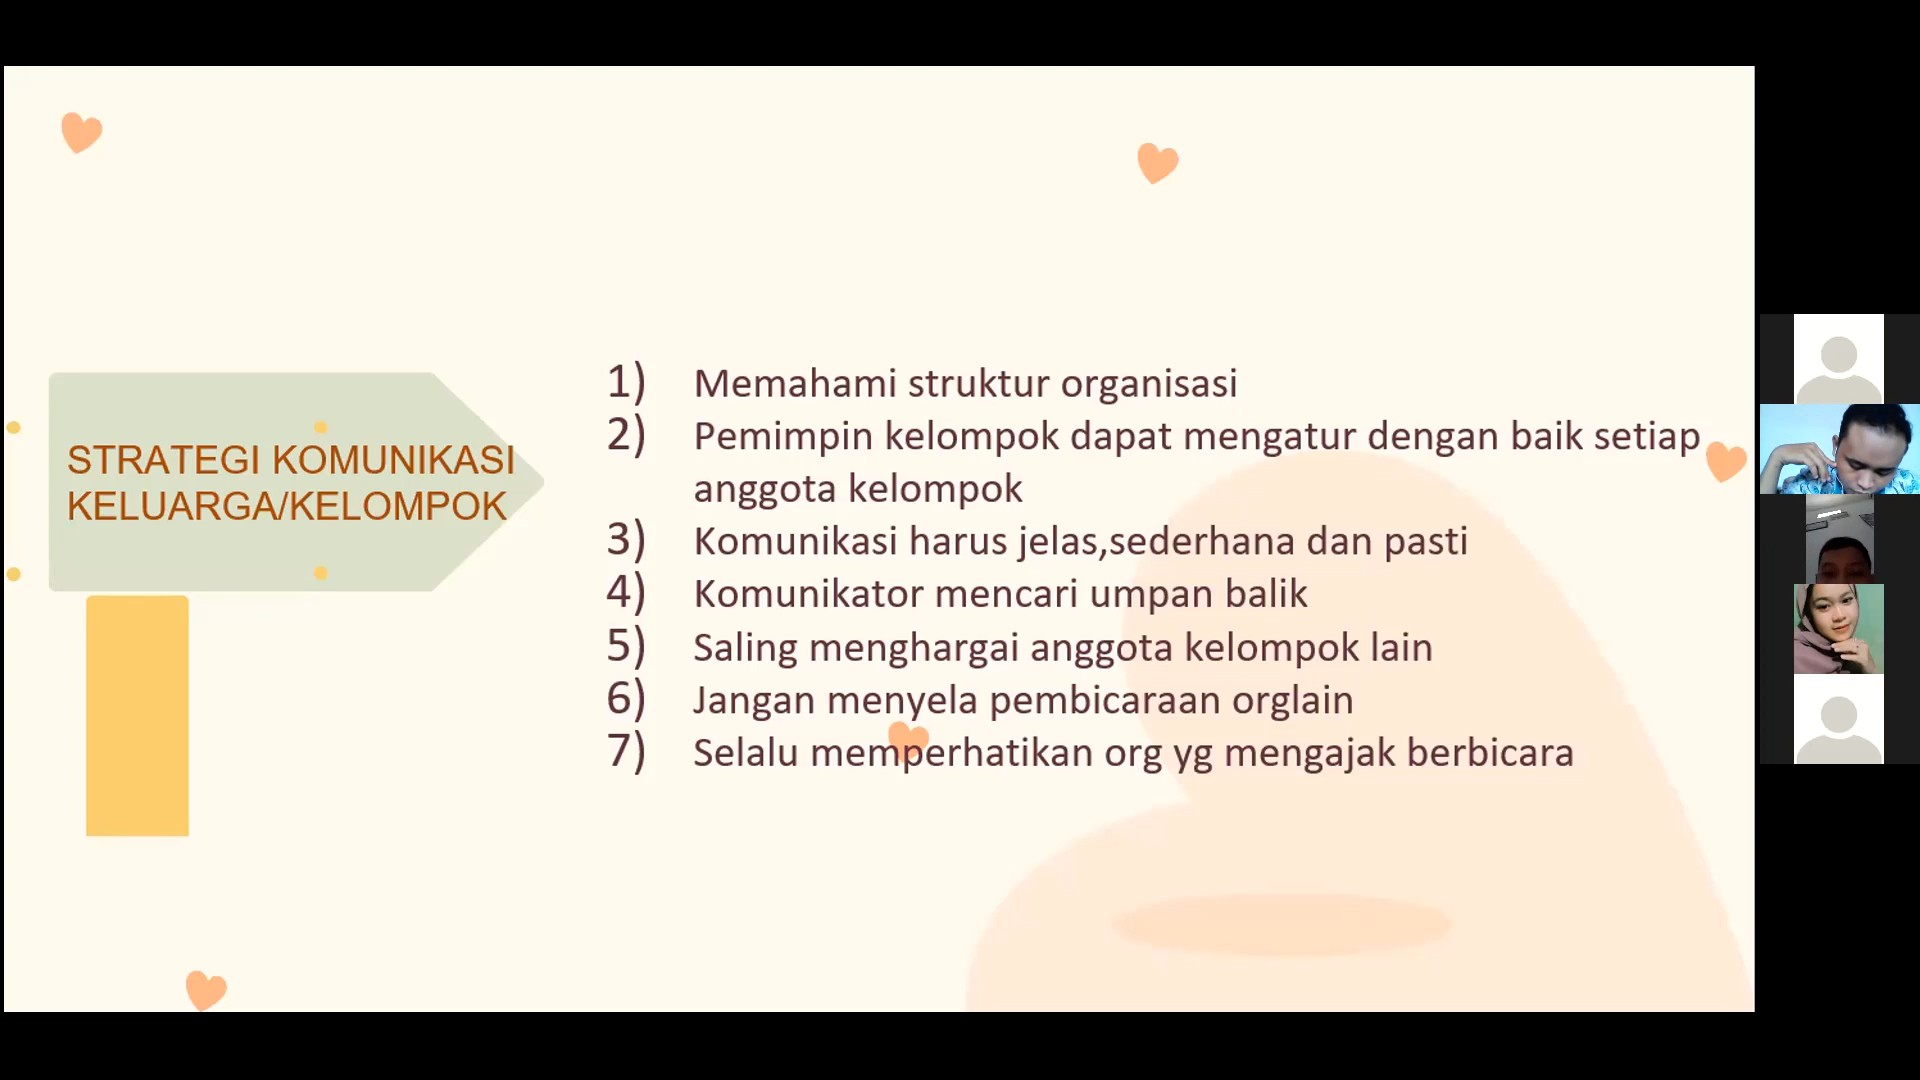 STRATEGI KOMUNIKASI
KELUARGA/KELOMPOK
1) Memahami struktur organisasi
2) Pemimpin kelompok dapat mengatur dengan baik setiap
anggota kelompok
3) Komunikasi harus jelas,sederhana dan pasti
4) Komunikator mencari umpan balik
5) Saling menghargai anggota kelompok lain
6) Jangan menyela pembicaraan orglain
7) Selalu memperhatikan org yg mengajak berbicara